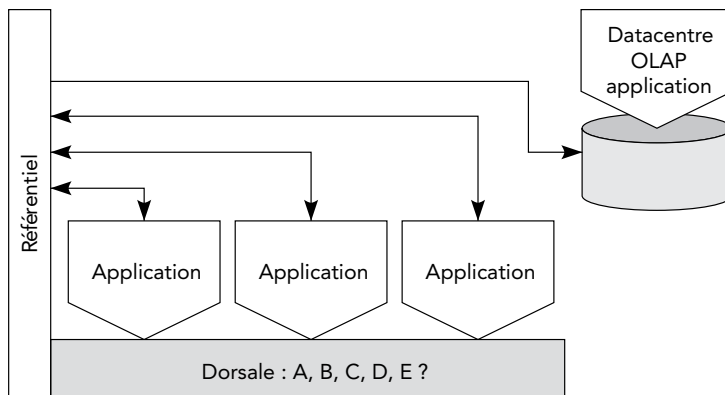 Datacentre
OLAP
application
Référentiel
Application
Application
Application
Dorsale : A, B, C, D, E ?